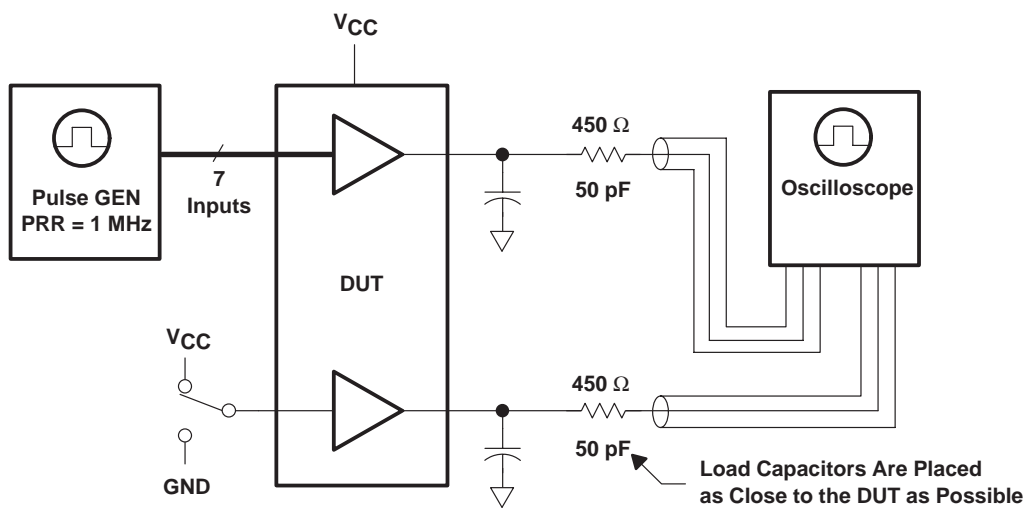 VCC
Pulse GEN
PRR = 1 MHz
7
Inputs
450 Ω
50 pF
Oscilloscope
DUT
VCC
GND
450 Ω
50 pF
Load Capacitors Are Placed
as Close to the DUT as Possible